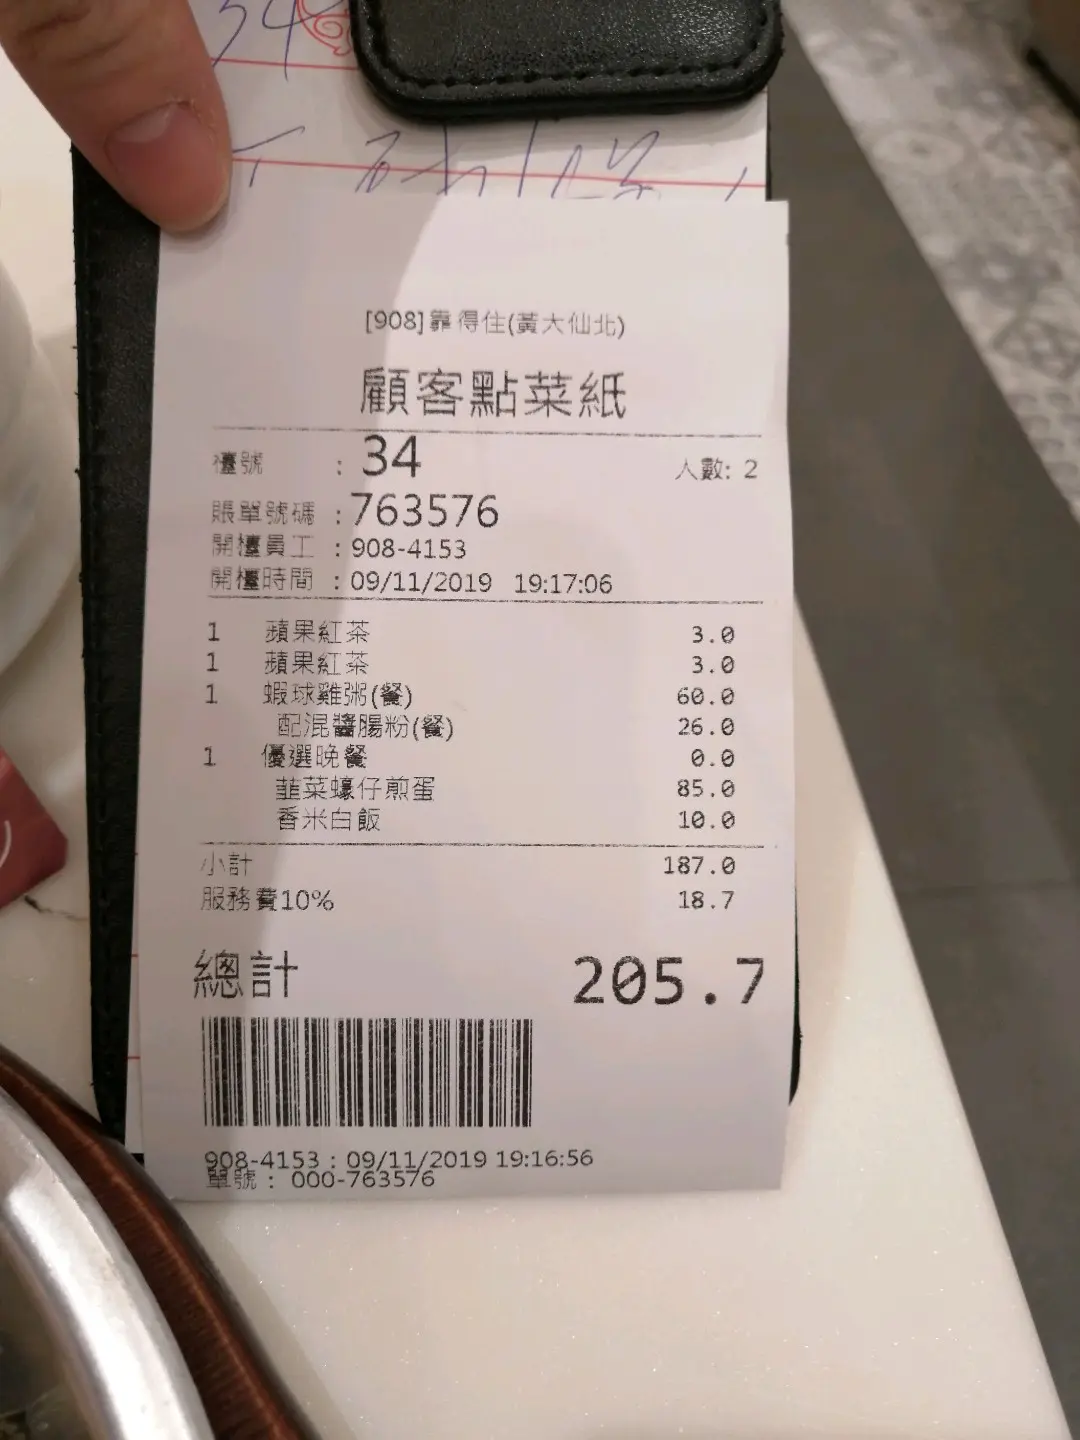 34
[908]靠得住(黃大仙北)
顧客點菜紙
檯號 : 34 人數: 2
賬單號碼 : 763576
開檯員工 : 908-4153
開檯時間 : 09/11/2019 19:17:06
1 蘋果紅茶 3.0
1 蘋果紅茶 3.0
1 蝦球雞粥(餐) 60.0
配混醬腸粉(餐) 26.0
1 優選晚餐 0.0
韮菜蠔仔煎蛋 85.0
香米白飯 10.0
小計 187.0
服務費10% 18.7
總計 205.7
908-4153 : 09/11/2019 19:16:56
單號 : 000-763576